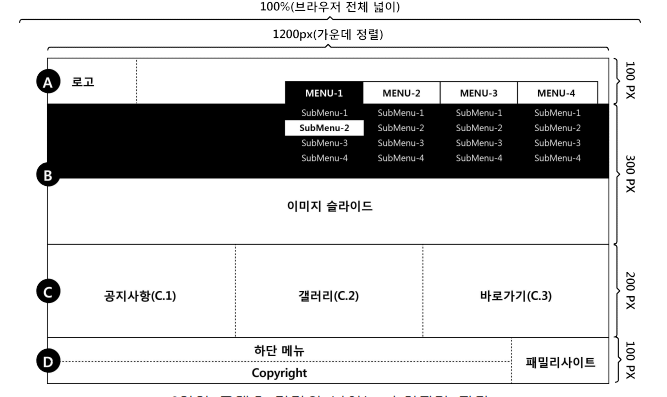 100%(브라우저 전체 넓이)
1200px(가운데 정렬)
A
로고
MENU-1 MENU-2 MENU-3 MENU-4
SubMenu-1 SubMenu-1 SubMenu-1 SubMenu-1
SubMenu-2 SubMenu-2 SubMenu-2 SubMenu-2
SubMenu-3 SubMenu-3 SubMenu-3 SubMenu-3
SubMenu-4 SubMenu-4 SubMenu-4 SubMenu-4
100 PX
B
이미지 슬라이드
300 PX
C
공지사항(C.1) 갤러리(C.2) 바로가기(C.3)
200 PX
D
하단 메뉴
Copyright
패밀리사이트
100 PX